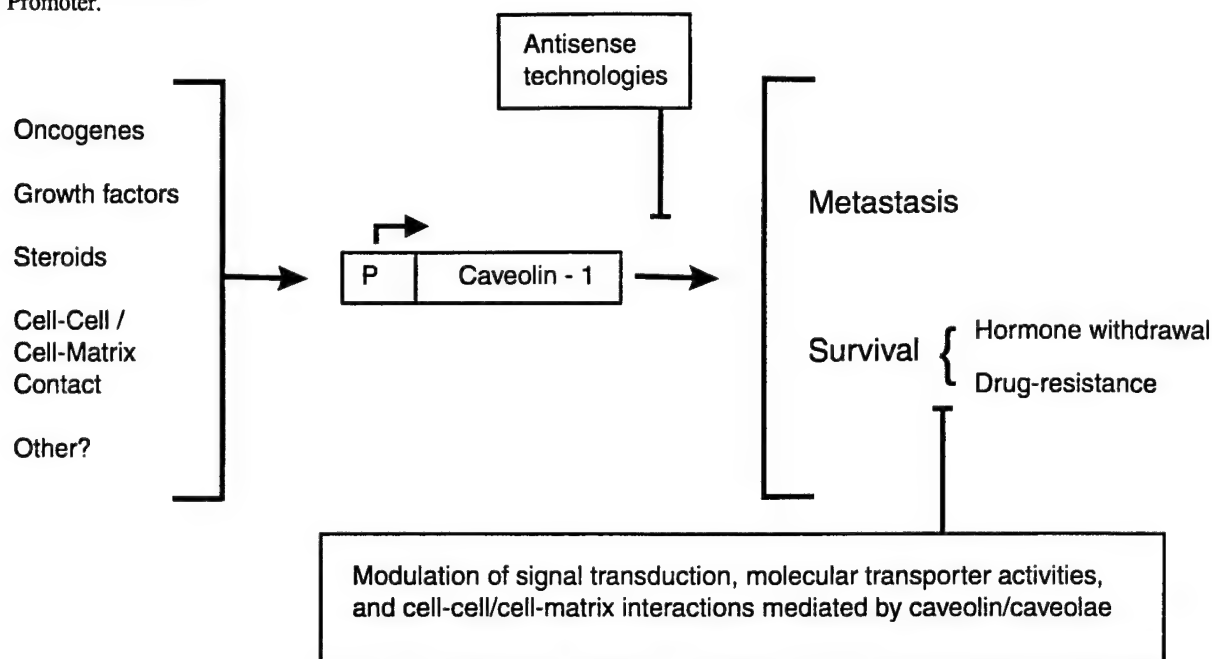 Promoter.
Antisense
technologies
Oncogenes
Growth factors
Steroids
Cell-Cell /
Cell-Matrix
Contact
Other?
P
Caveolin - 1
Metastasis
Survival {
Hormone withdrawal
Drug-resistance
Modulation of signal transduction, molecular transporter activities,
and cell-cell/cell-matrix interactions mediated by caveolin/caveolae